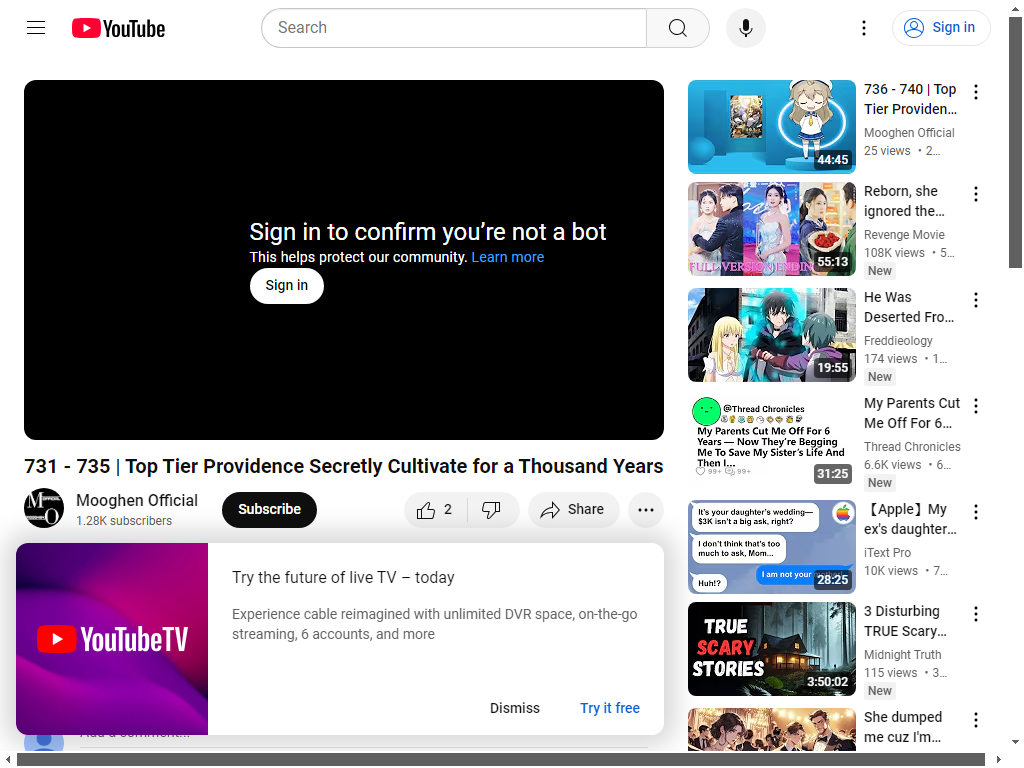 YouTube
Search
Sign in
Sign in to confirm you're not a bot
This helps protect our community. Learn more
Sign in
731 - 735 | Top Tier Providence Secretly Cultivate for a Thousand Years
Mooghen Official
1.28K subscribers
Subscribe
2
Share
YouTubeTV
Try the future of live TV – today
Experience cable reimagined with unlimited DVR space, on-the-go
streaming, 6 accounts, and more
Dismiss
Try it free
Add a comment...
44:45
736 - 740 | Top
Tier Providen...
Mooghen Official
25 views • 2...
FULL VERSION ENDIN
55:13
Reborn, she
ignored the...
Revenge Movie
108K views • 5...
New
19:55
He Was
Deserted Fro...
Freddieology
174 views • 1...
New
@Thread Chronicles
My Parents Cut Me Off For 6
Years — Now They're Begging
Me To Save My Sister's Life And
Then I...
99+ 99+
31:25
My Parents Cut
Me Off For 6...
Thread Chronicles
6.6K views • 6...
New
It's your daughter's wedding—
$3K isn't a big ask, right?
I don't think that's too
much to ask, Mom...
I am not your
Huh!?
28:25
【Apple】My
ex's daughter...
iText Pro
10K views • 7...
TRUE
SCARY
STORIES
3:50:02
3 Disturbing
TRUE Scary...
Midnight Truth
115 views • 3...
New
She dumped
me cuz I'm...